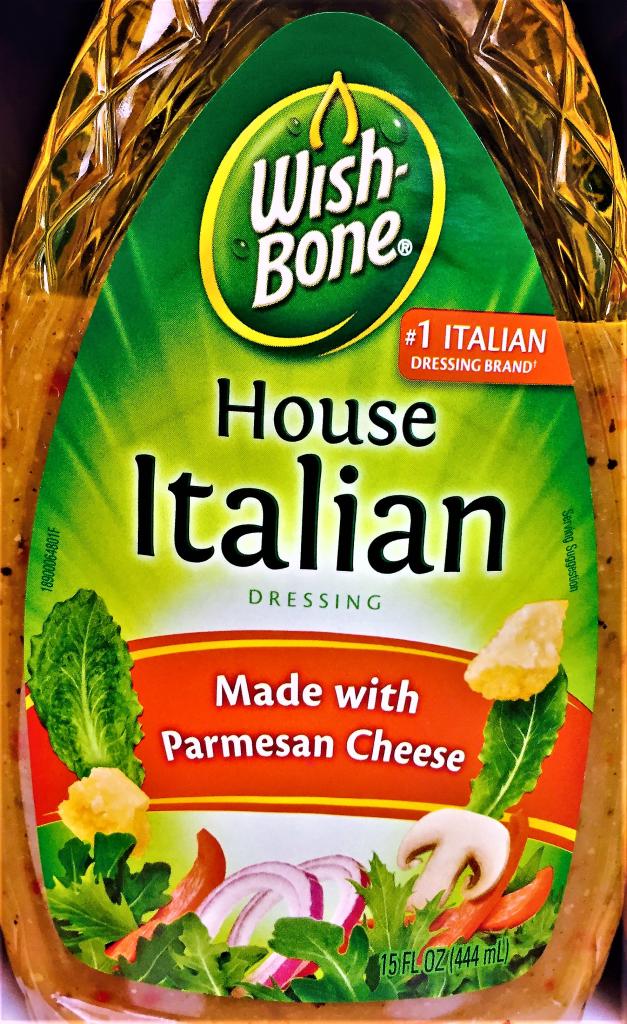 Wish-
Bone®
#1 ITALIAN
DRESSING BRAND†
House
Italian
DRESSING
Serving Suggestion
Made with
Parmesan Cheese
15 FL OZ (444 mL)